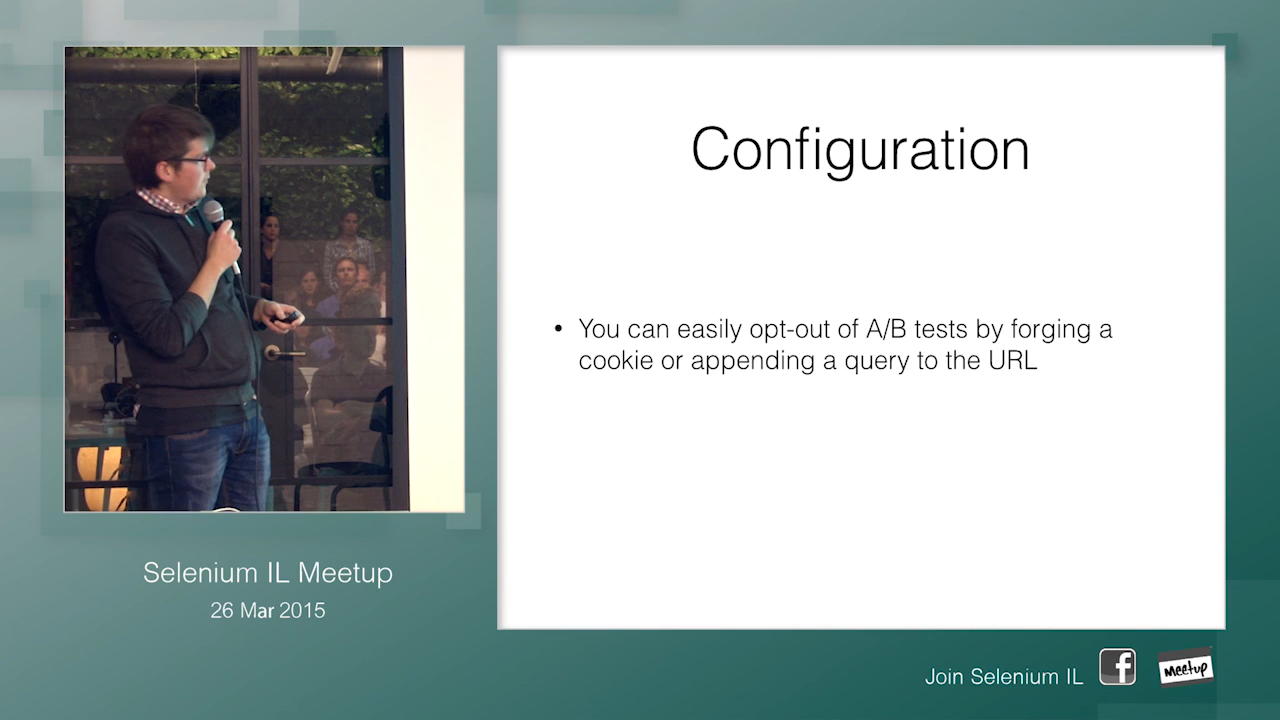 Configuration
• You can easily opt-out of A/B tests by forging a
cookie or appending a query to the URL
Selenium IL Meetup
26 Mar 2015
Join Selenium IL
f
Meetup